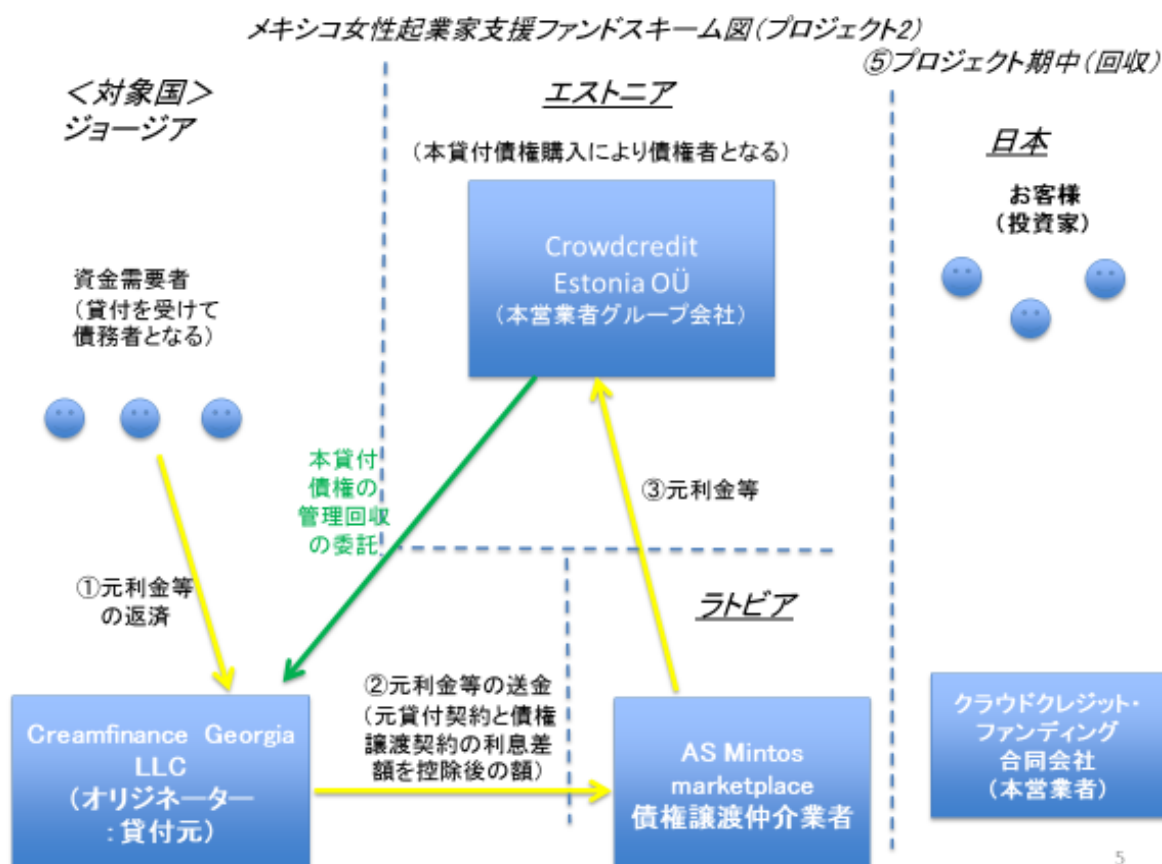 メキシコ女性起業家支援ファンドスキーム図(プロジェクト2)
⑤プロジェクト期中(回収)
<対象国>
ジョージア
エストニア
日本
(本貸付債権購入により債権者となる)
お客様
(投資家)
Crowdcredit
Estonia OÜ
(本営業者グループ会社)
資金需要者
(貸付を受けて
債務者となる)
本貸付
債権の
管理回収
の委託
③元利金等
①元利金等
の返済
ラトビア
②元利金等の送金
(元貸付契約と債権
譲渡契約の利息差
額を控除後の額)
Creamfinance Georgia
LLC
(オリジネーター
:貸付元)
AS Mintos
marketplace
債権譲渡仲介業者
クラウドクレジット・
ファンディング
合同会社
(本営業者)
5